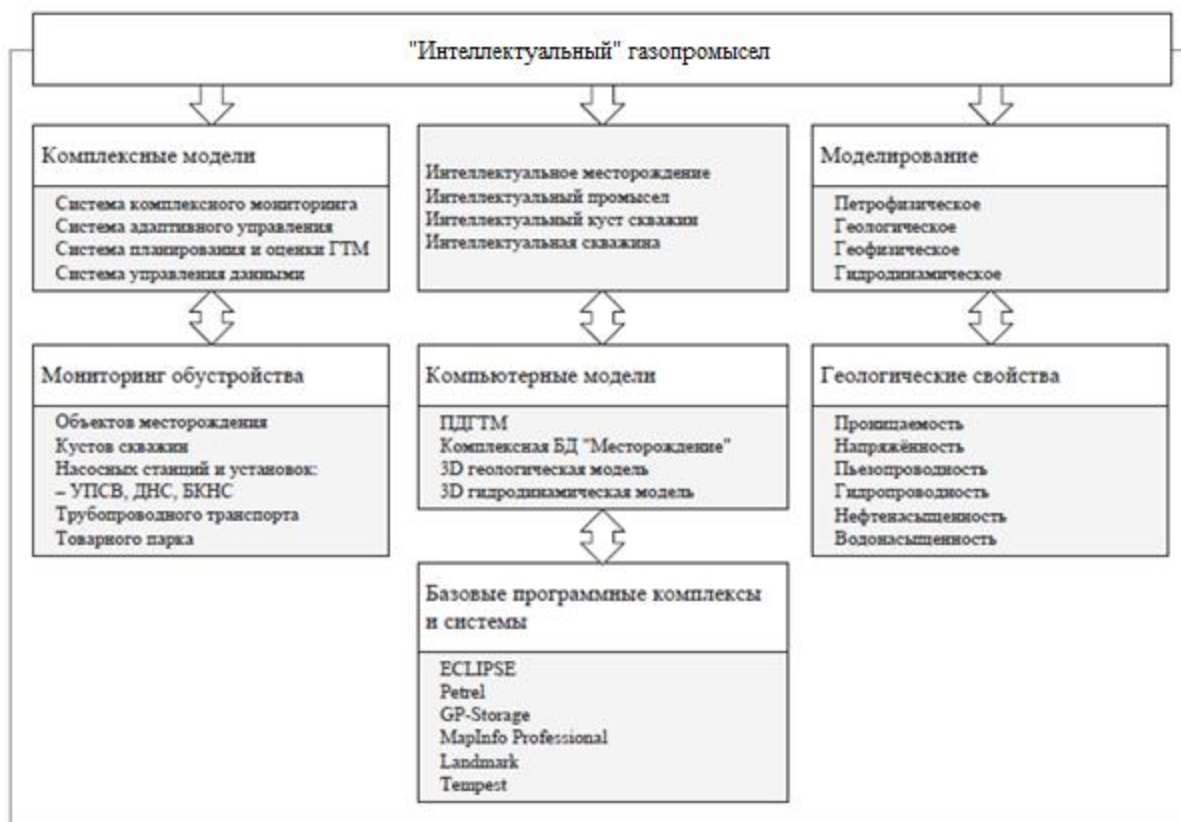 "Интеллектуальный" газопромысел
Комплексные модели
Система комплексного мониторинга
Система адаптивного управления
Система планирования и оценки ГТМ
Система управления данными
Интеллектуальное месторождение
Интеллектуальный промысел
Интеллектуальный куст скважин
Интеллектуальная скважина
Моделирование
Петрофизическое
Геологическое
Геофизическое
Гидродинамическое
Мониторинг обустройства
Объектов месторождения
Кустов скважин
Насосных станций и установок:
– УПСВ, ДНС, БКНС
Трубопроводного транспорта
Товарного парка
Компьютерные модели
ПДГТМ
Комплексная БД "Месторождение"
3D геологическая модель
3D гидродинамическая модель
Геологические свойства
Проницаемость
Напряжённость
Пьезопроводность
Гидропроводность
Нефтенасыщенность
Водонасыщенность
Базовые программные комплексы
и системы
ECLIPSE
Petrel
GP-Storage
MapInfo Professional
Landmark
Tempest